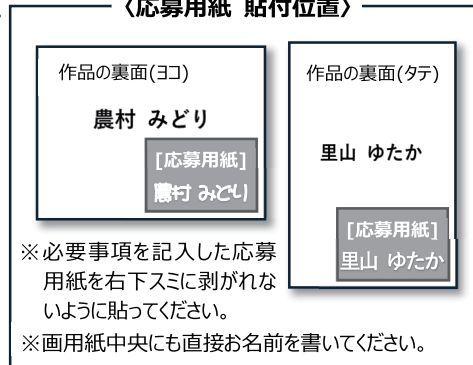 〈応募用紙 貼付位置〉
作品の裏面(ヨコ)
農村 みどり
[応募用紙]
農村 みどり
作品の裏面(タテ)
里山 ゆたか
[応募用紙]
里山 ゆたか
※必要事項を記入した応募
用紙を右下スミに剥がれな
いように貼ってください。
※画用紙中央にも直接お名前を書いてください。